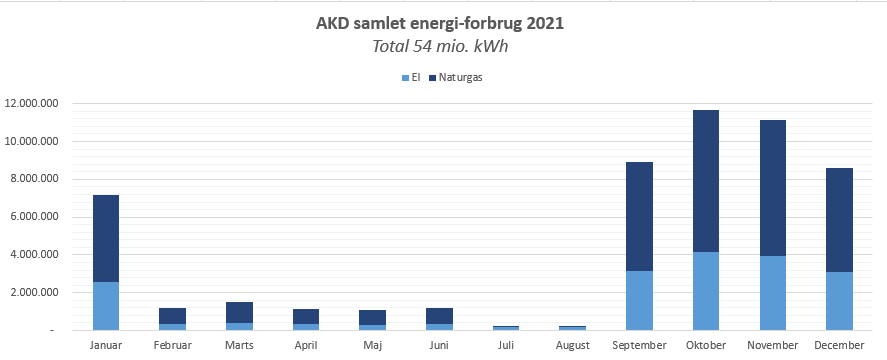 AKD samlet energi-forbrug 2021
Total 54 mio. kWh
El Naturgas
12.000.000
10.000.000
8.000.000
6.000.000
4.000.000
2.000.000
-
Januar Februar Marts April Maj Juni Juli August September Oktober November December